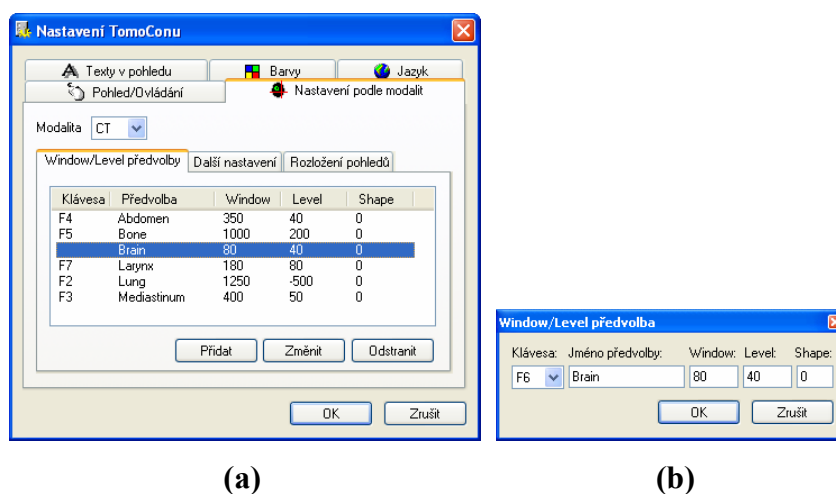 Nastavení TomoConu
Texty v pohledu Barvy Jazyk
Pohled/Ovládání Nastavení podle modalit
Modalita CT
Window/Level předvolby Další nastavení Rozložení pohledů
Klávesa Předvolba Window Level Shape
F4 Abdomen 350 40 0
F5 Bone 1000 200 0
Brain 80 40 0
F7 Larynx 180 80 0
F2 Lung 1250 -500 0
F3 Mediastinum 400 50 0
Přidat Změnit Odstranit
OK Zrušit
(a)
Window/Level předvolba
Klávesa: Jméno předvolby: Window: Level: Shape:
F6 Brain 80 40 0
OK Zrušit
(b)